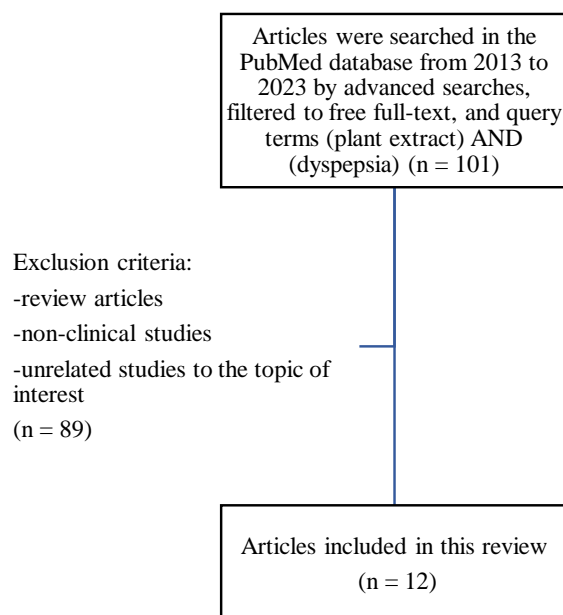 Articles were searched in the
PubMed database from 2013 to
2023 by advanced searches,
filtered to free full-text, and query
terms (plant extract) AND
(dyspepsia) (n = 101)
Exclusion criteria:
-review articles
-non-clinical studies
-unrelated studies to the topic of
interest
(n = 89)
Articles included in this review
(n = 12)